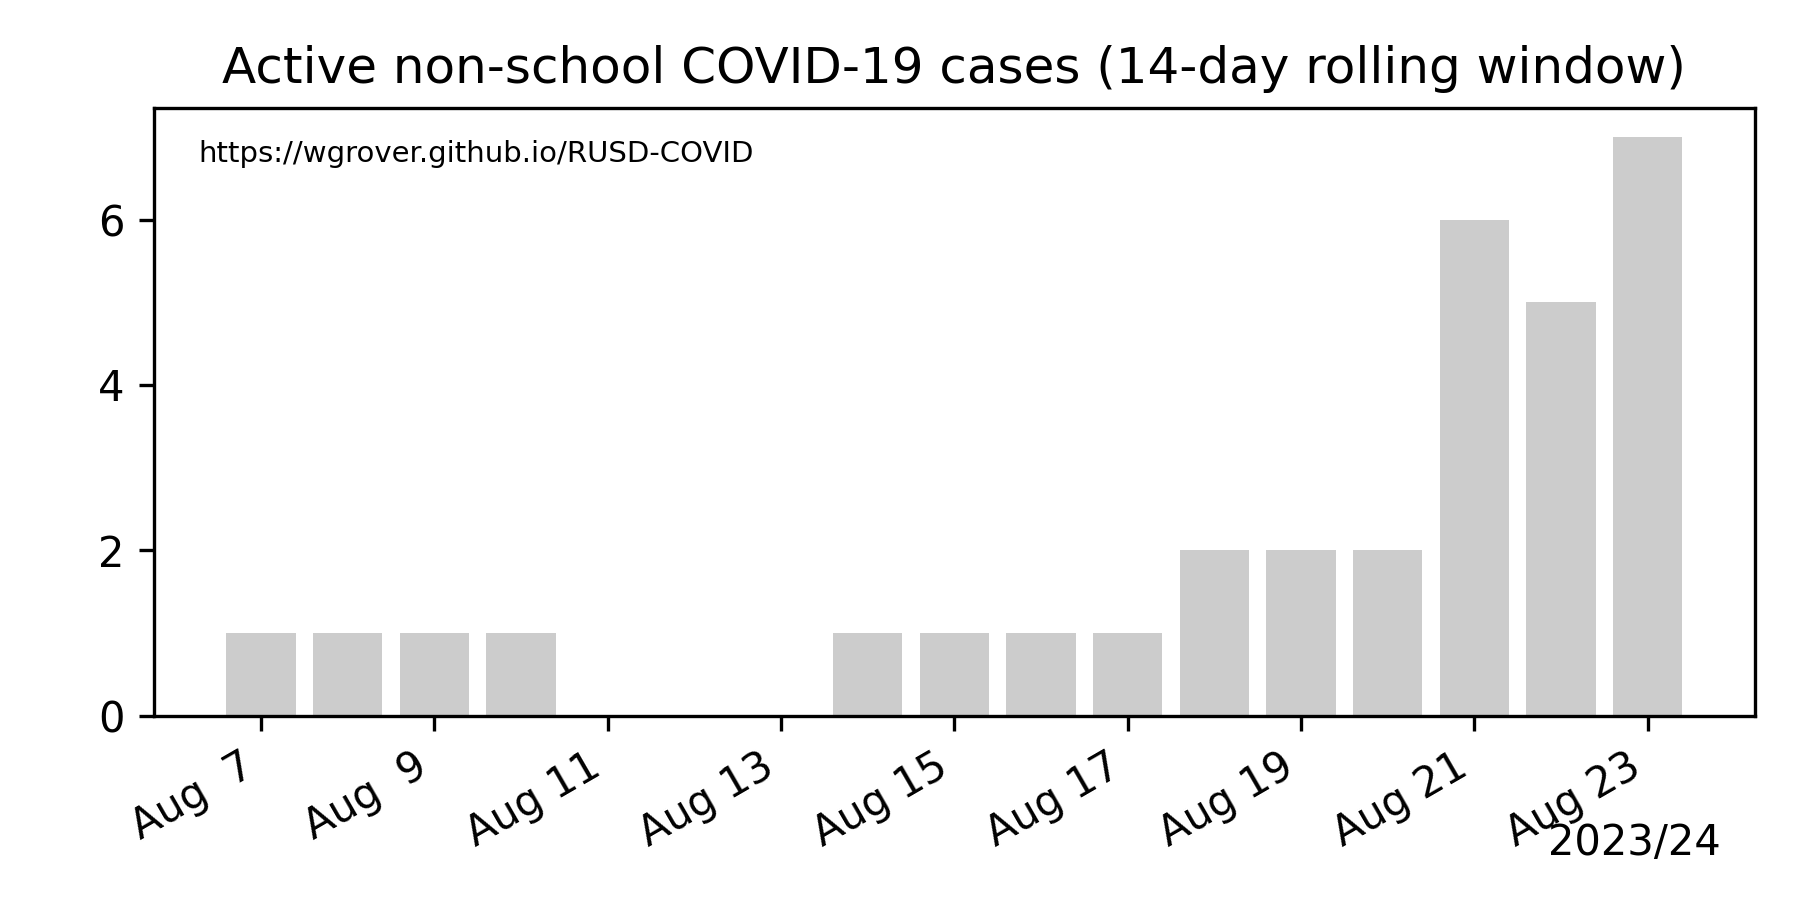 Active non-school COVID-19 cases (14-day rolling window)
https://wgrover.github.io/RUSD-COVID
6
4
2
0
Aug 7
Aug 9
Aug 11
Aug 13
Aug 15
Aug 17
Aug 19
Aug 21
Aug 23
2023/24